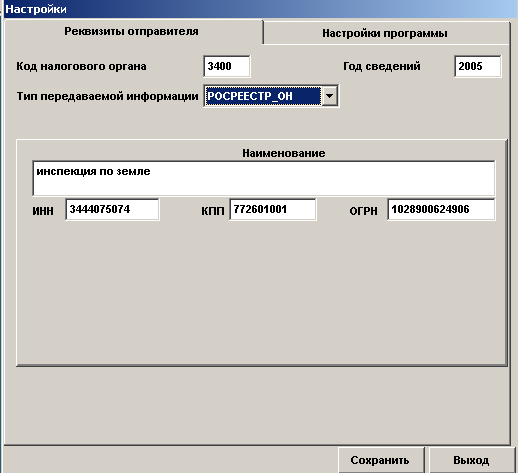 Настройки
Реквизиты отправителя
Настройки программы
Код налогового органа 3400 Год сведений 2005
Тип передаваемой информации РОСРЕЕСТР_ОН
Наименование
инспекция по земле
ИНН 3444075074 КПП 772601001 ОГРН 1028900624906
Сохранить Выход